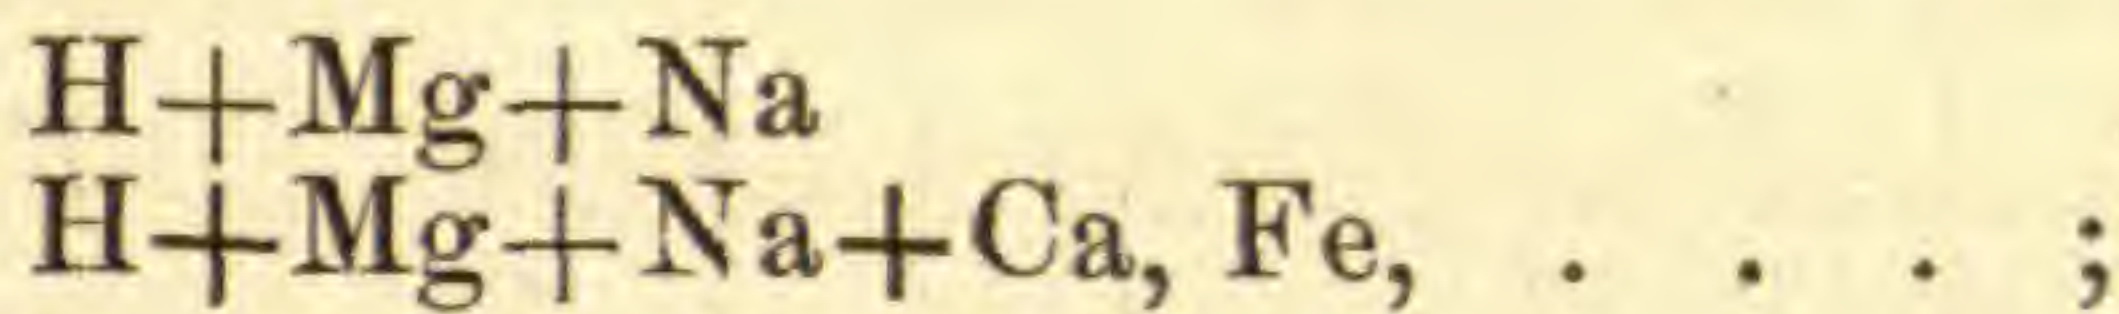 H+Mg+Na
H+Mg+Na+Ca, Fe, . . . ;